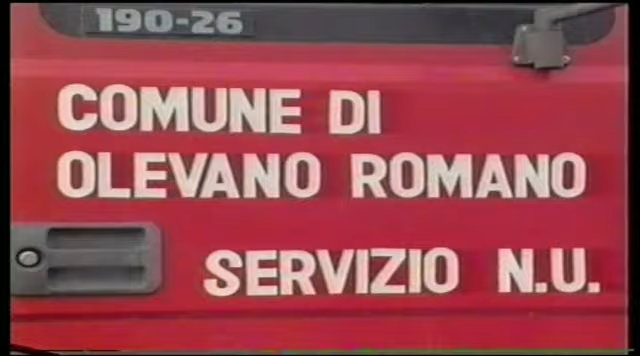 190-26
COMUNE DI
OLEVANO ROMANO
SERVIZIO N.U.